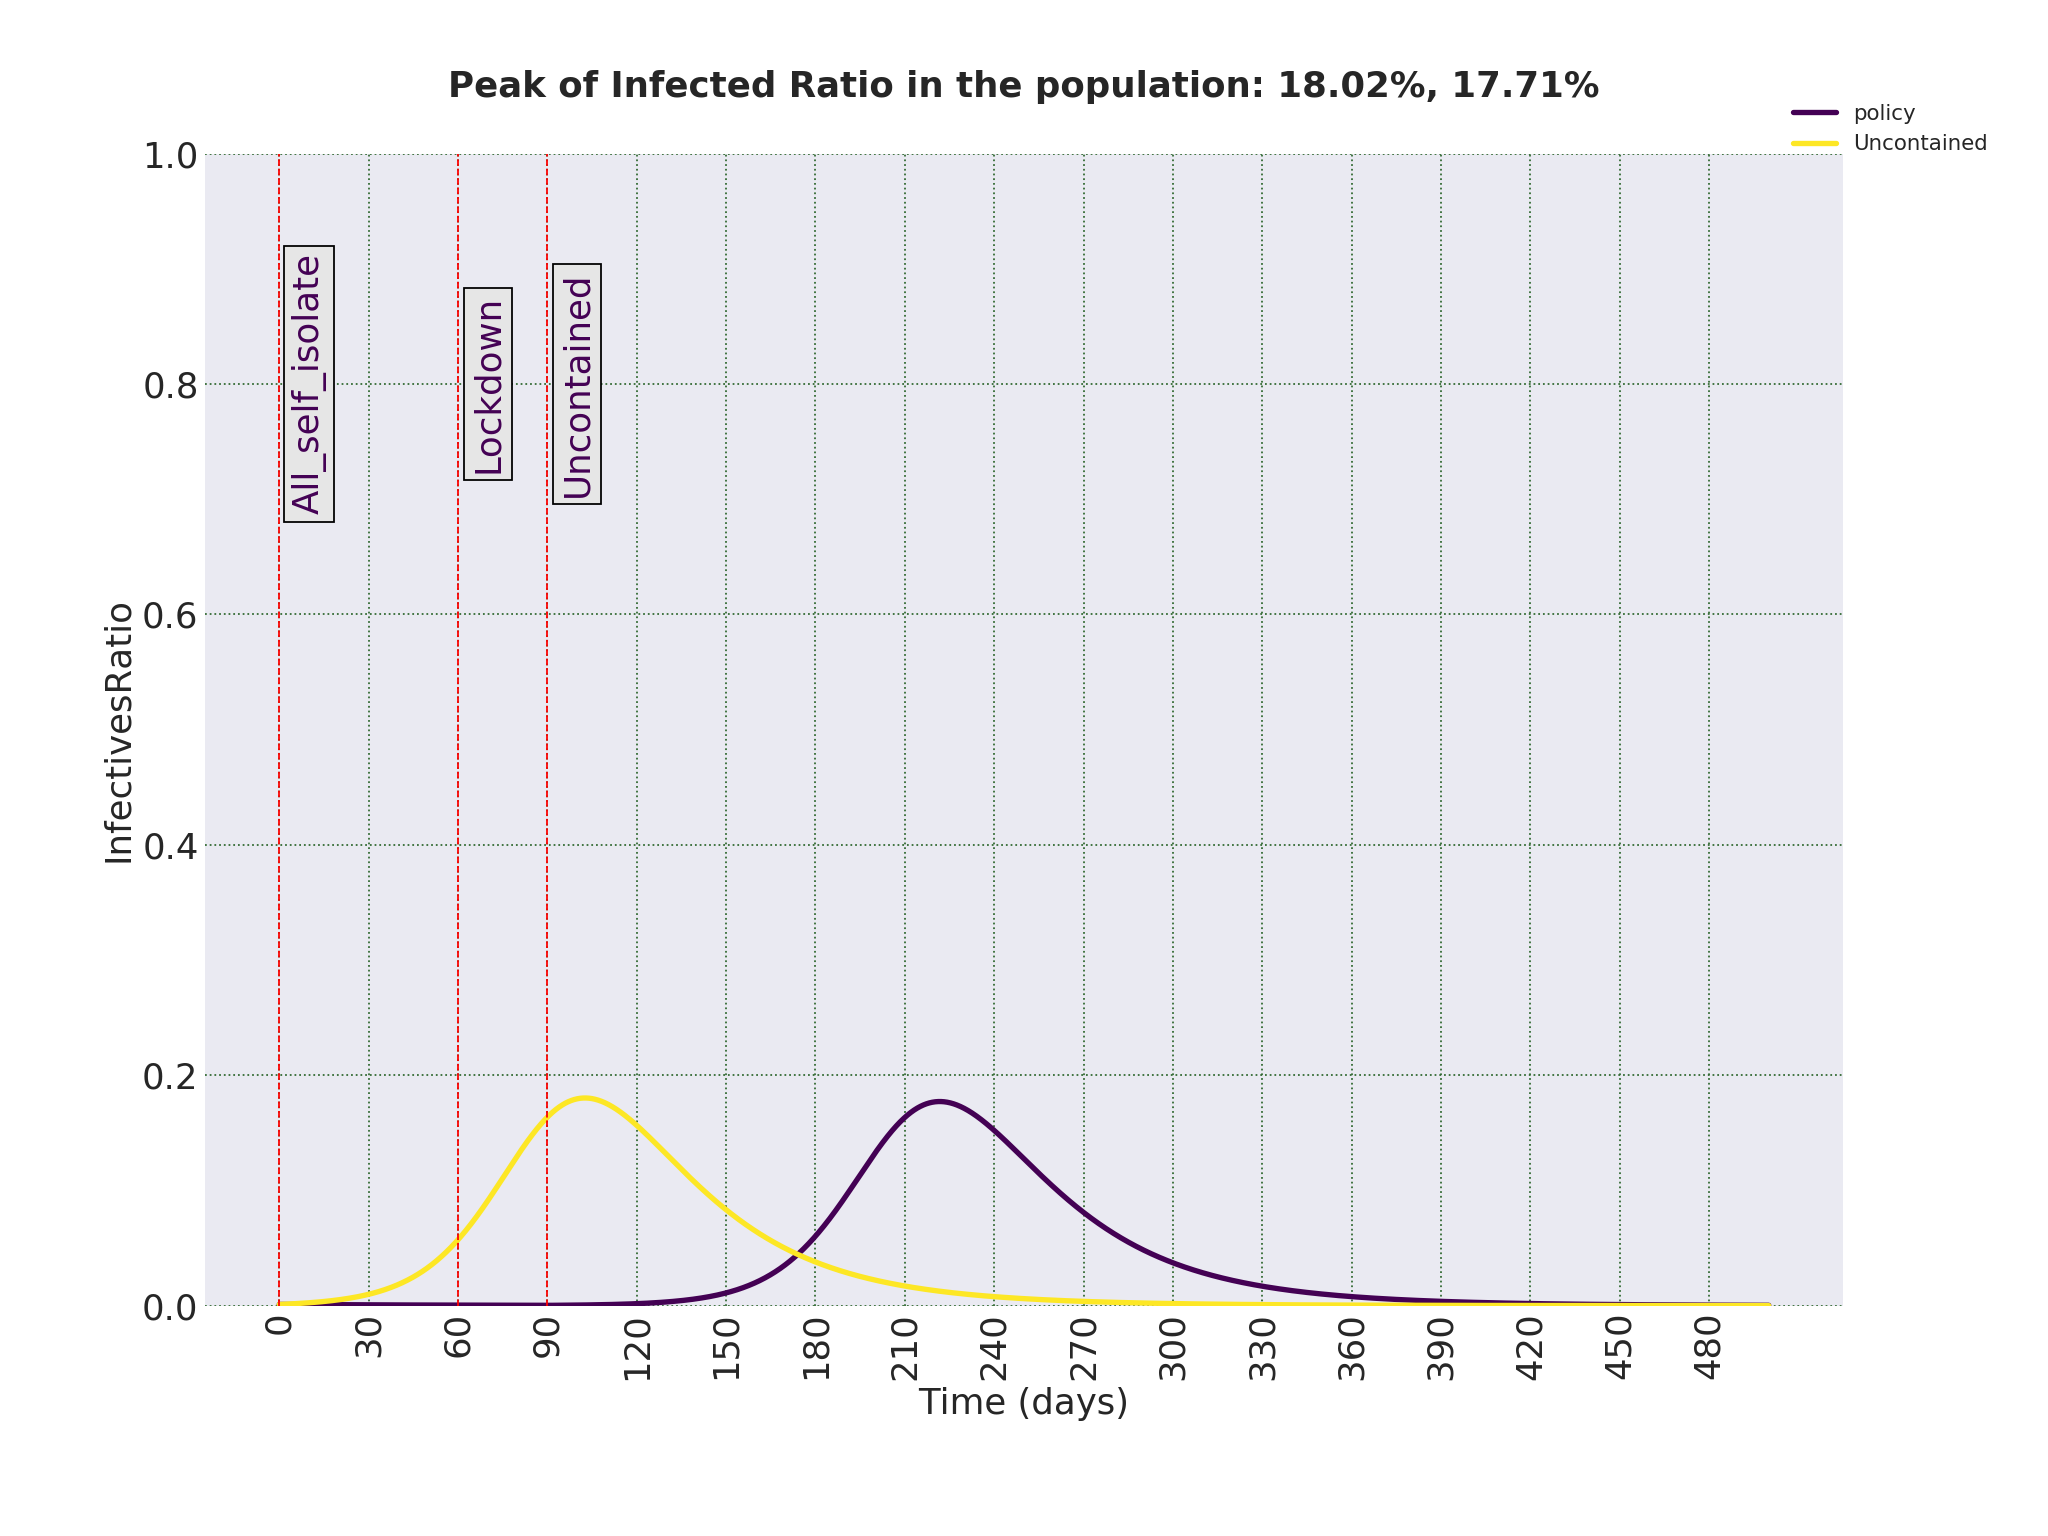 Peak of Infected Ratio in the population: 18.02%, 17.71%
policy
Uncontained
1.0
0.8
0.6
0.4
0.2
0.0
InfectivesRatio
All_self_isolate
Lockdown
Uncontained
0 30 60 90 120 150 180 210 240 270 300 330 360 390 420 450 480
Time (days)